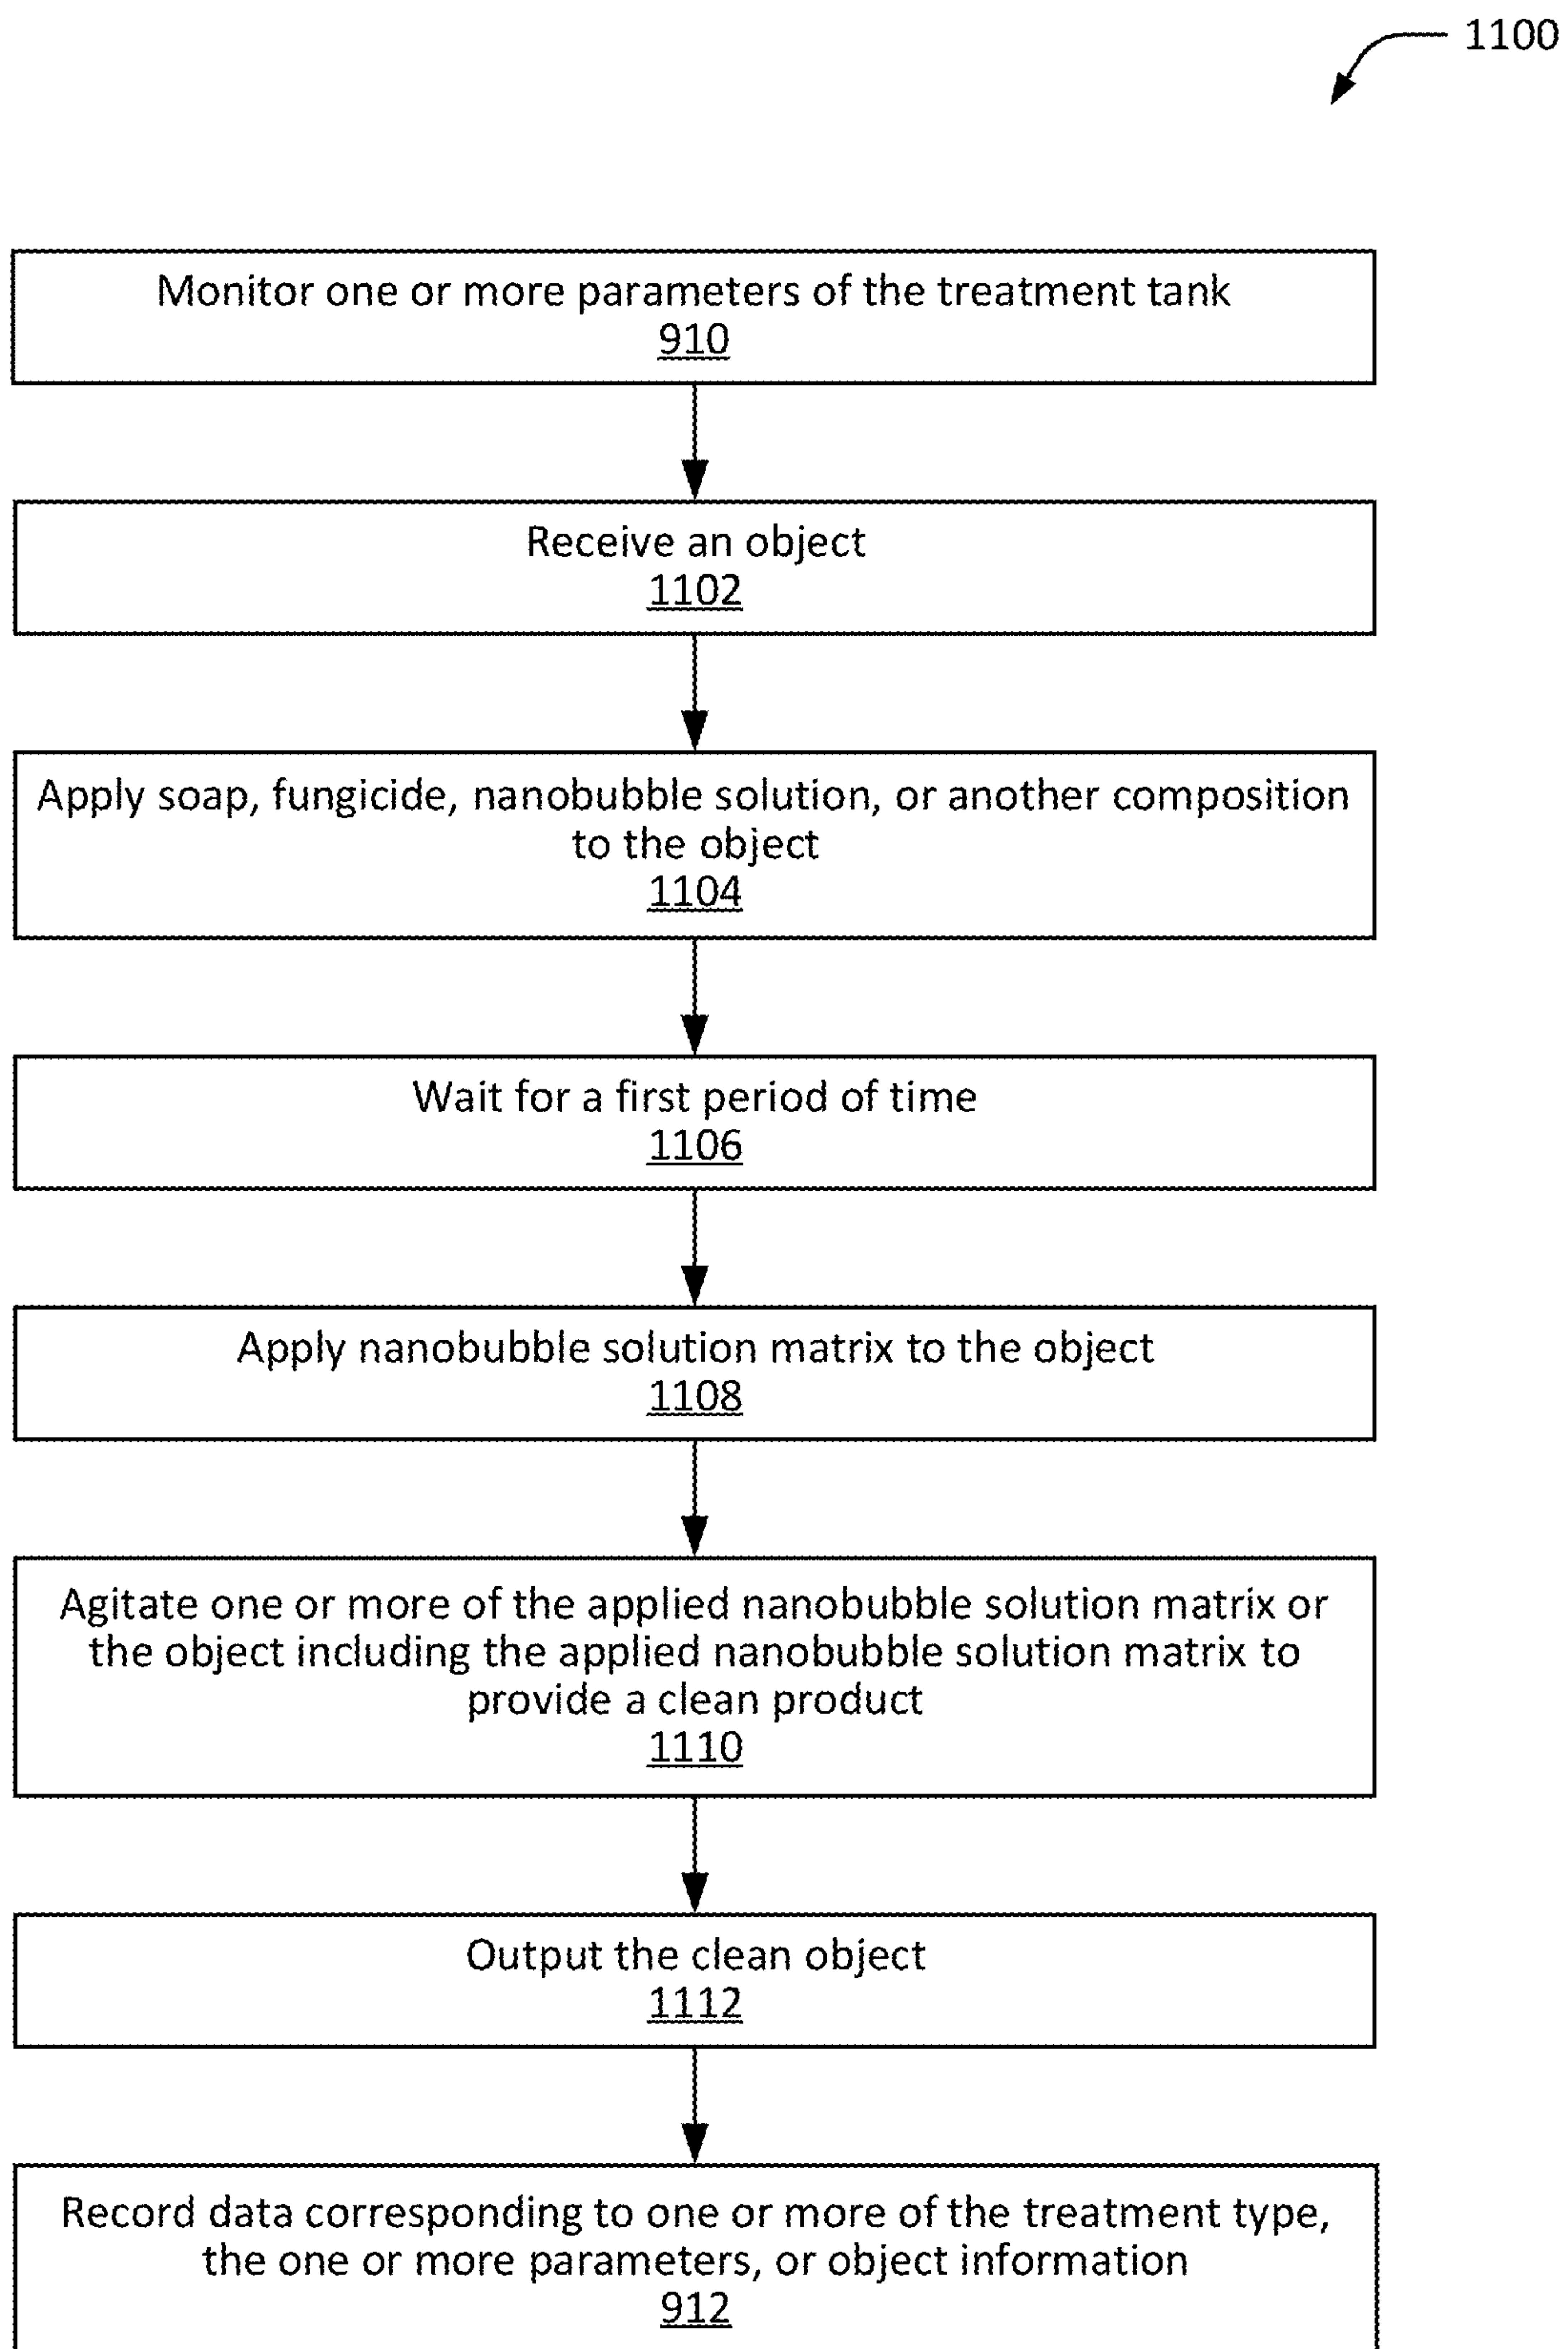 1100
Monitor one or more parameters of the treatment tank
910
Receive an object
1102
Apply soap, fungicide, nanobubble solution, or another composition
to the object
1104
Wait for a first period of time
1106
Apply nanobubble solution matrix to the object
1108
Agitate one or more of the applied nanobubble solution matrix or
the object including the applied nanobubble solution matrix to
provide a clean product
1110
Output the clean object
1112
Record data corresponding to one or more of the treatment type,
the one or more parameters, or object information
912